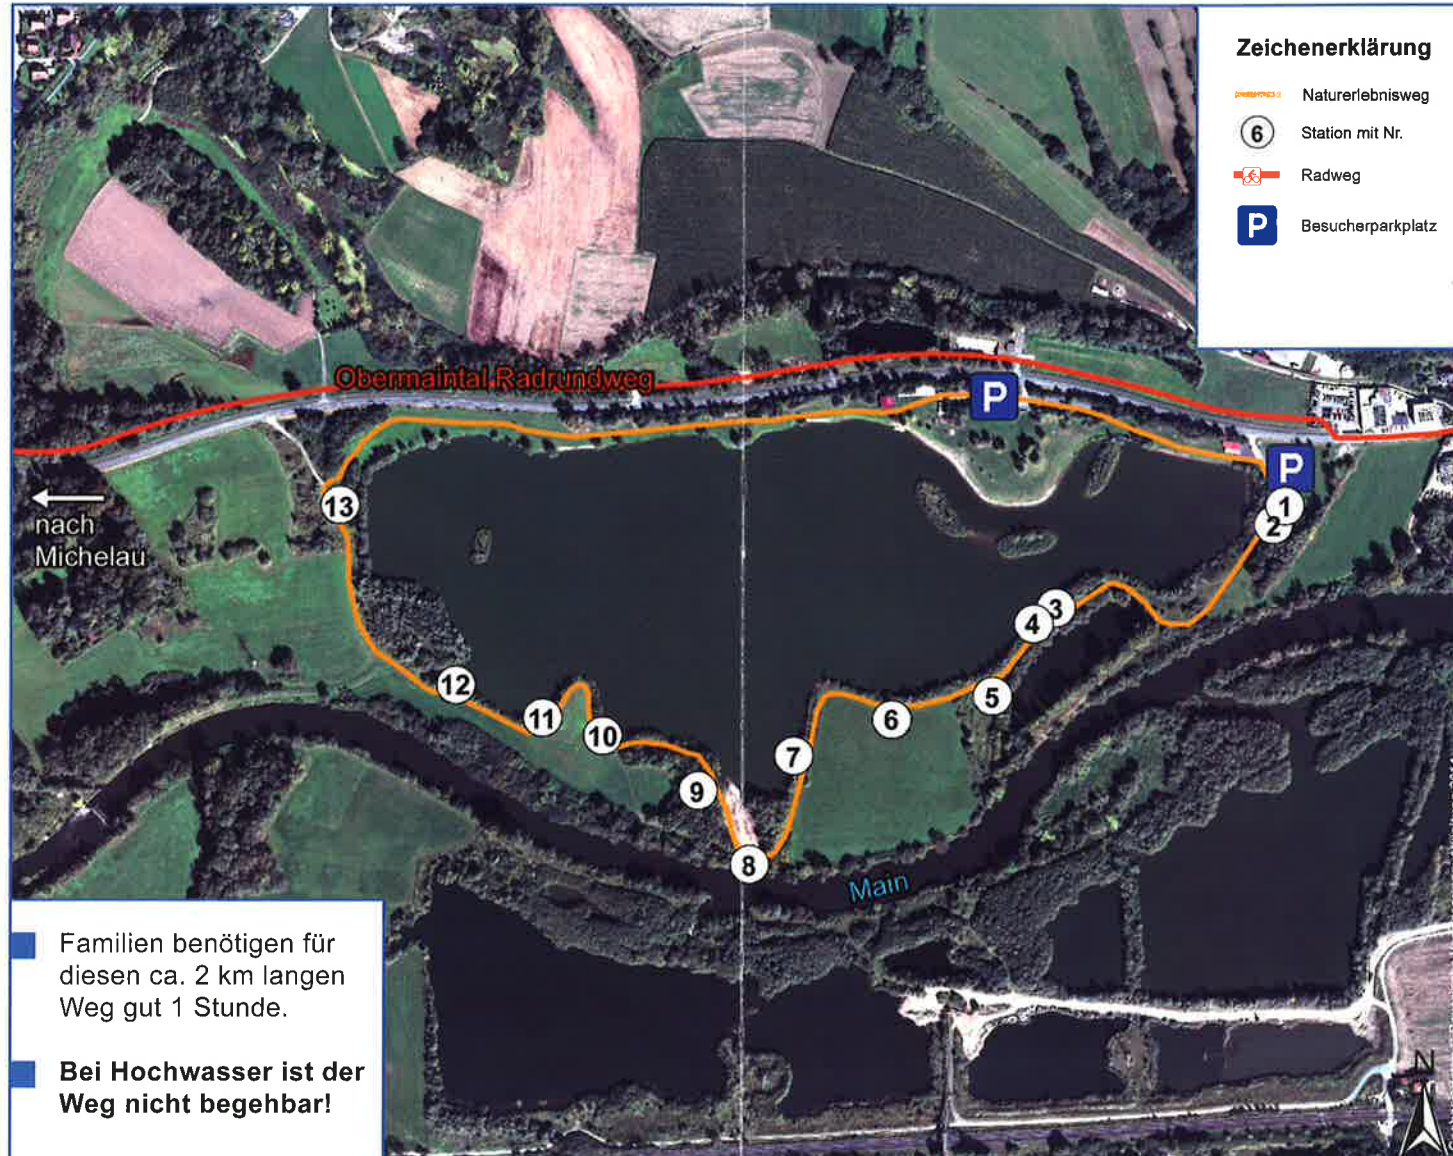 Zeichenerklärung
Naturerlebnisweg
6
Station mit Nr.
Radweg
P
Besucherparkplatz
Obermaintal Radrundweg
P
P
1
2
13
nach
Michelau
3
4
5
6
7
8
9
10
11
12
Main
Familien benötigen für
diesen ca. 2 km langen
Weg gut 1 Stunde.
Bei Hochwasser ist der
Weg nicht begehbar!
N